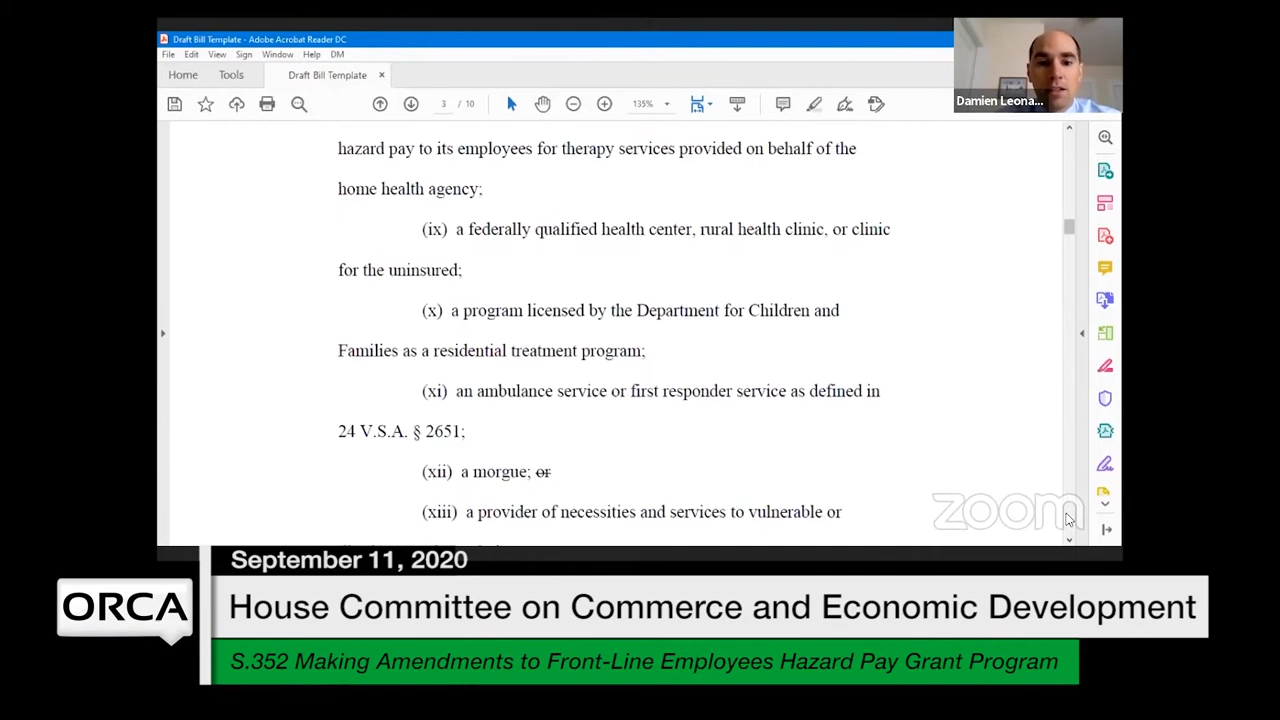 Draft Bill Template - Adobe Acrobat Reader DC
File Edit View Sign Window Help DM
Home Tools Draft Bill Template ×
3 / 10 135%
Damien Leona...
hazard pay to its employees for therapy services provided on behalf of the
home health agency;
(ix) a federally qualified health center, rural health clinic, or clinic
for the uninsured;
(x) a program licensed by the Department for Children and
Families as a residential treatment program;
(xi) an ambulance service or first responder service as defined in
24 V.S.A. § 2651;
(xii) a morgue; or
(xiii) a provider of necessities and services to vulnerable or
zoom
September 11, 2020
ORCA
House Committee on Commerce and Economic Development
S.352 Making Amendments to Front-Line Employees Hazard Pay Grant Program